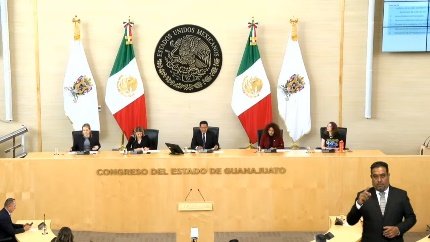 ESTADOS UNIDOS MEXICANOS
CONGRESO DEL ESTADO DE GUANAJUATO